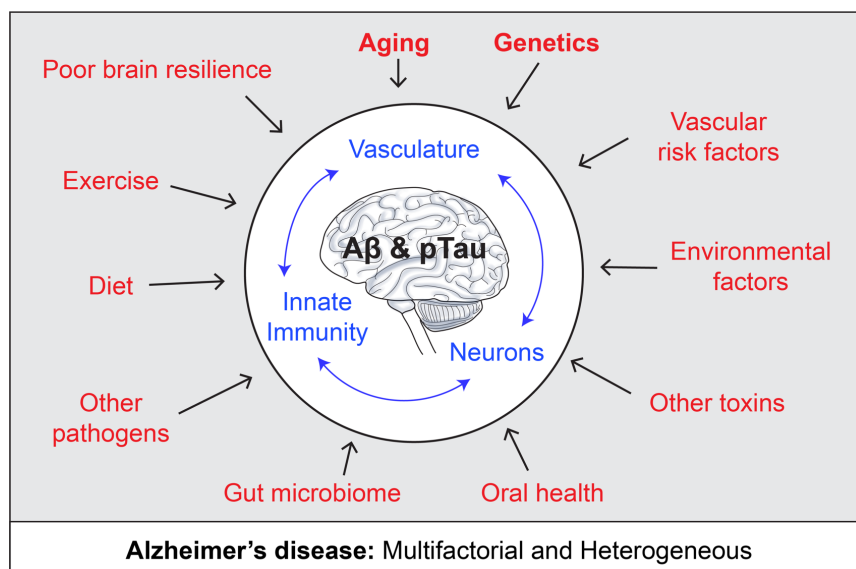 Aging
Genetics
Poor brain resilience
Vascular
risk factors
Exercise
Environmental
factors
Diet
Other toxins
Other
pathogens
Gut microbiome
Oral health
Vasculature
Aβ & pTau
Innate
Immunity
Neurons
Alzheimer’s disease: Multifactorial and Heterogeneous